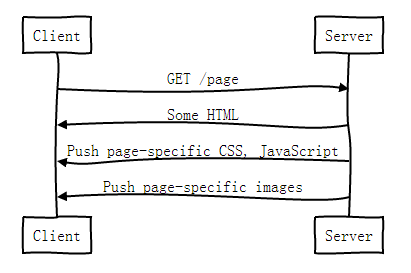 Client
Server
GET /page
Some HTML
Push page-specific CSS, JavaScript
Push page-specific images
Client
Server